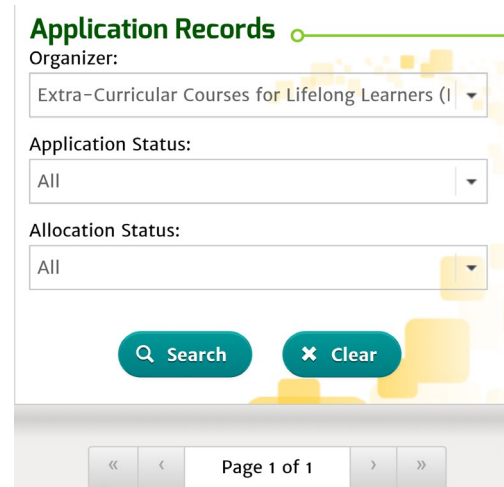 Application Records
Organizer:
Extra-Curricular Courses for Lifelong Learners (
Application Status:
All
Allocation Status:
All
Search
Clear
« ‹ Page 1 of 1 › »